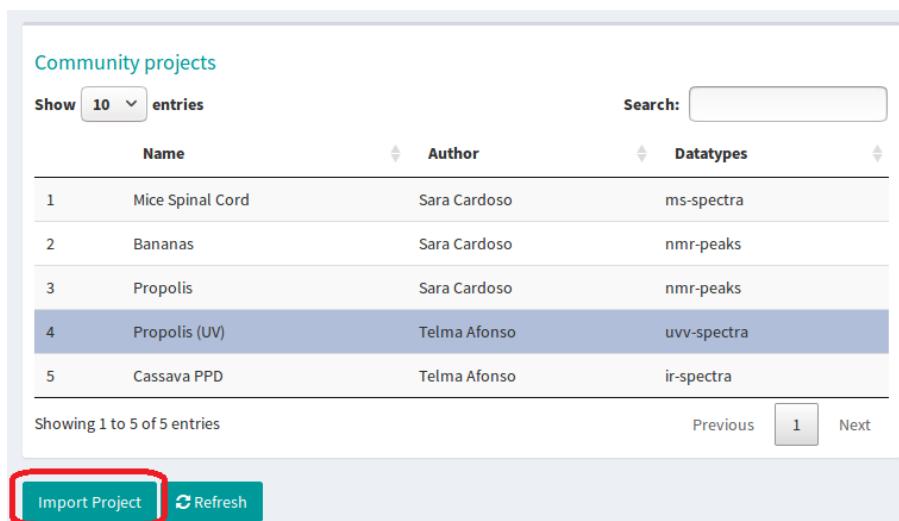 Community projects
Show 10 entries Search:
Name Author Datatypes
1 Mice Spinal Cord Sara Cardoso ms-spectra
2 Bananas Sara Cardoso nmr-peaks
3 Propolis Sara Cardoso nmr-peaks
4 Propolis (UV) Telma Afonso uvv-spectra
5 Cassava PPD Telma Afonso ir-spectra
Showing 1 to 5 of 5 entries Previous 1 Next
Import Project Refresh